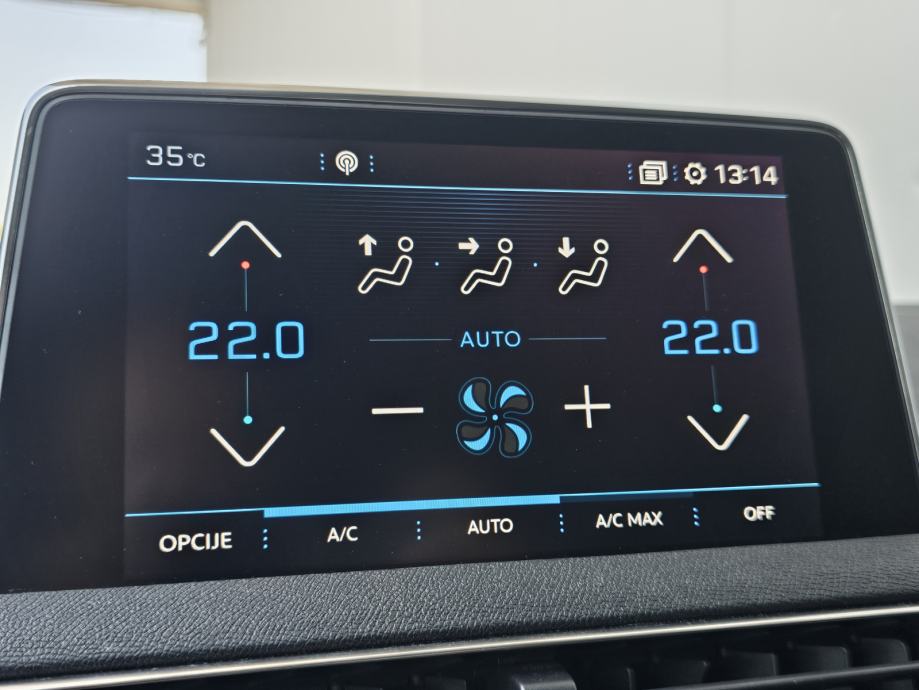 35°C 13:14
22.0 AUTO 22.0
OPCIJE A/C AUTO A/C MAX OFF